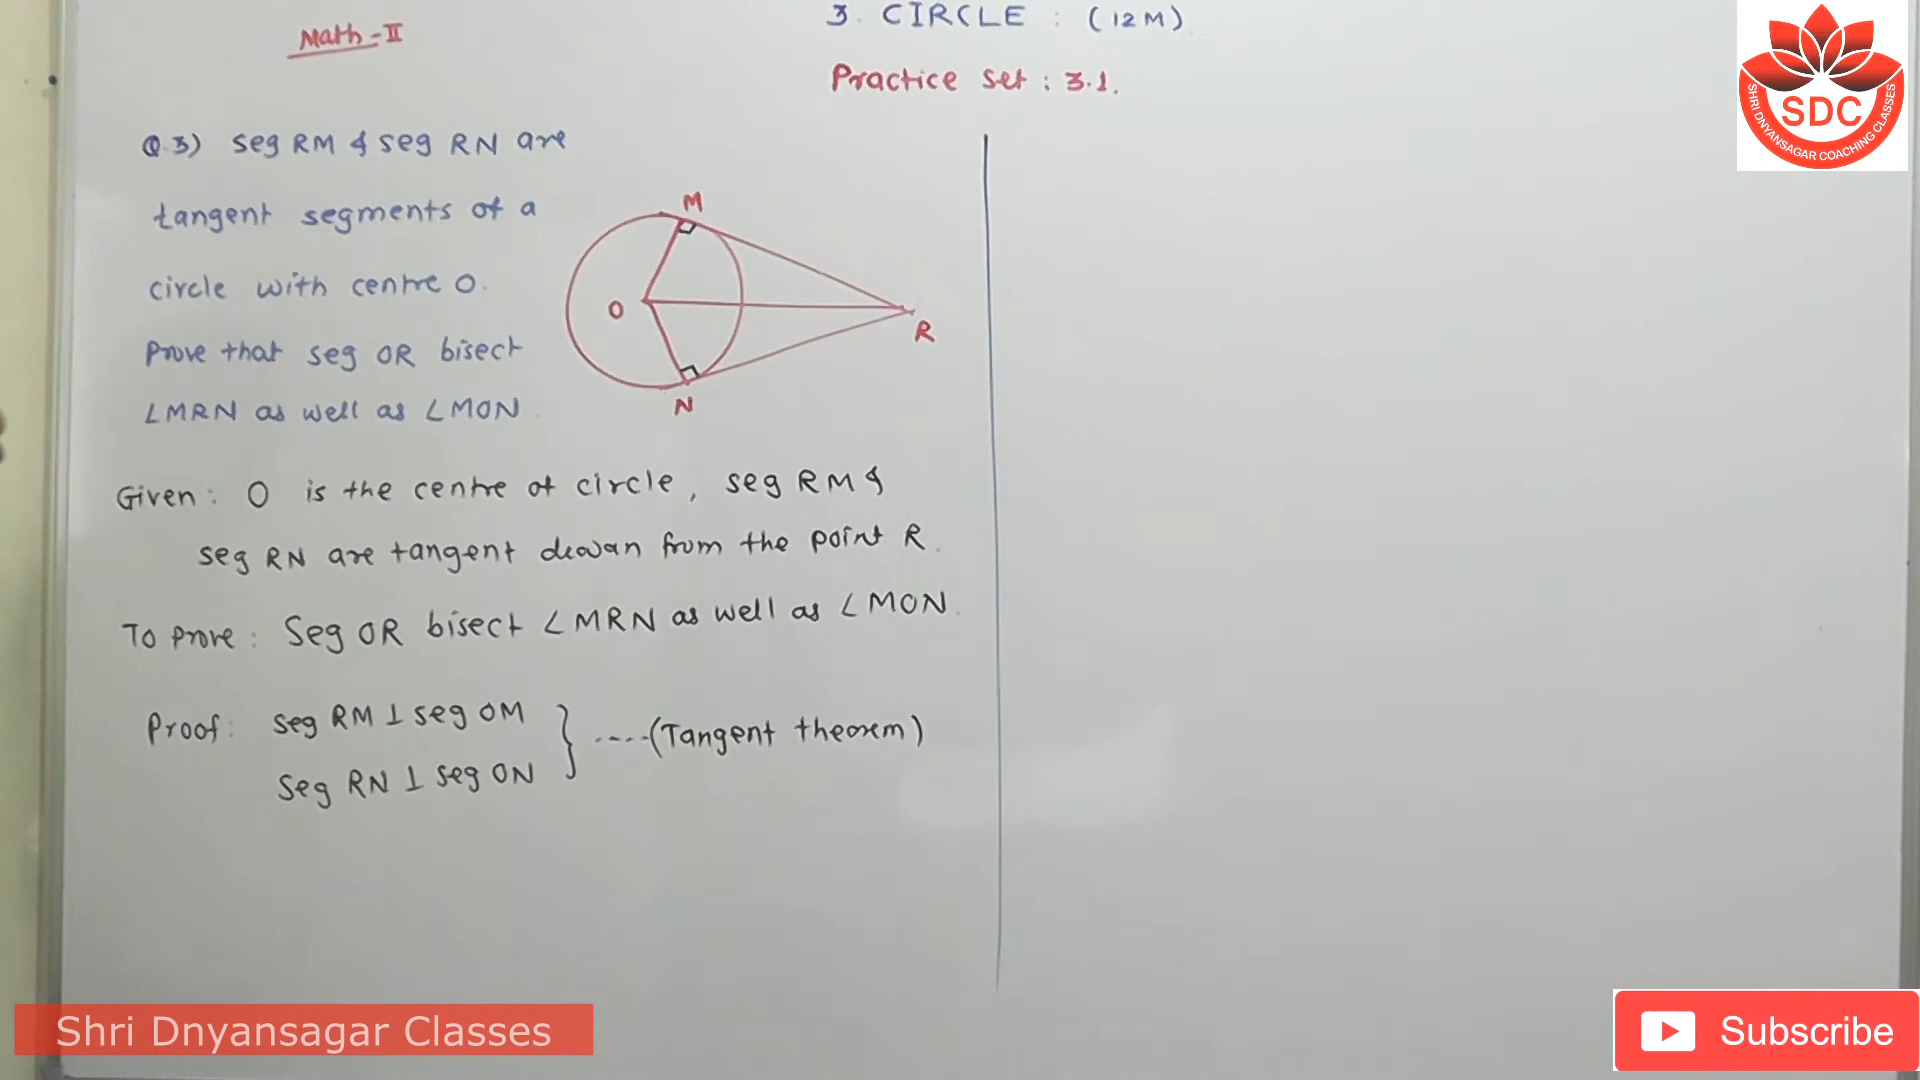 Math-II
3. CIRCLE : (12M)
Practice set : 3.1.
SDC
SHRI DNYANSAGAR COACHING CLASSES
Q.3) seg RM & seg RN are
tangent segments of a
circle with centre O.
Prove that seg OR bisect
∠MRN as well as ∠MON.
M
O
R
N
Given: O is the centre of circle, seg RM &
seg RN are tangent drawn from the point R.
To prove: Seg OR bisect ∠MRN as well as ∠MON.
Proof: seg RM ⊥ seg OM
seg RN ⊥ seg ON } ----(Tangent theorem)
Shri Dnyansagar Classes
Subscribe